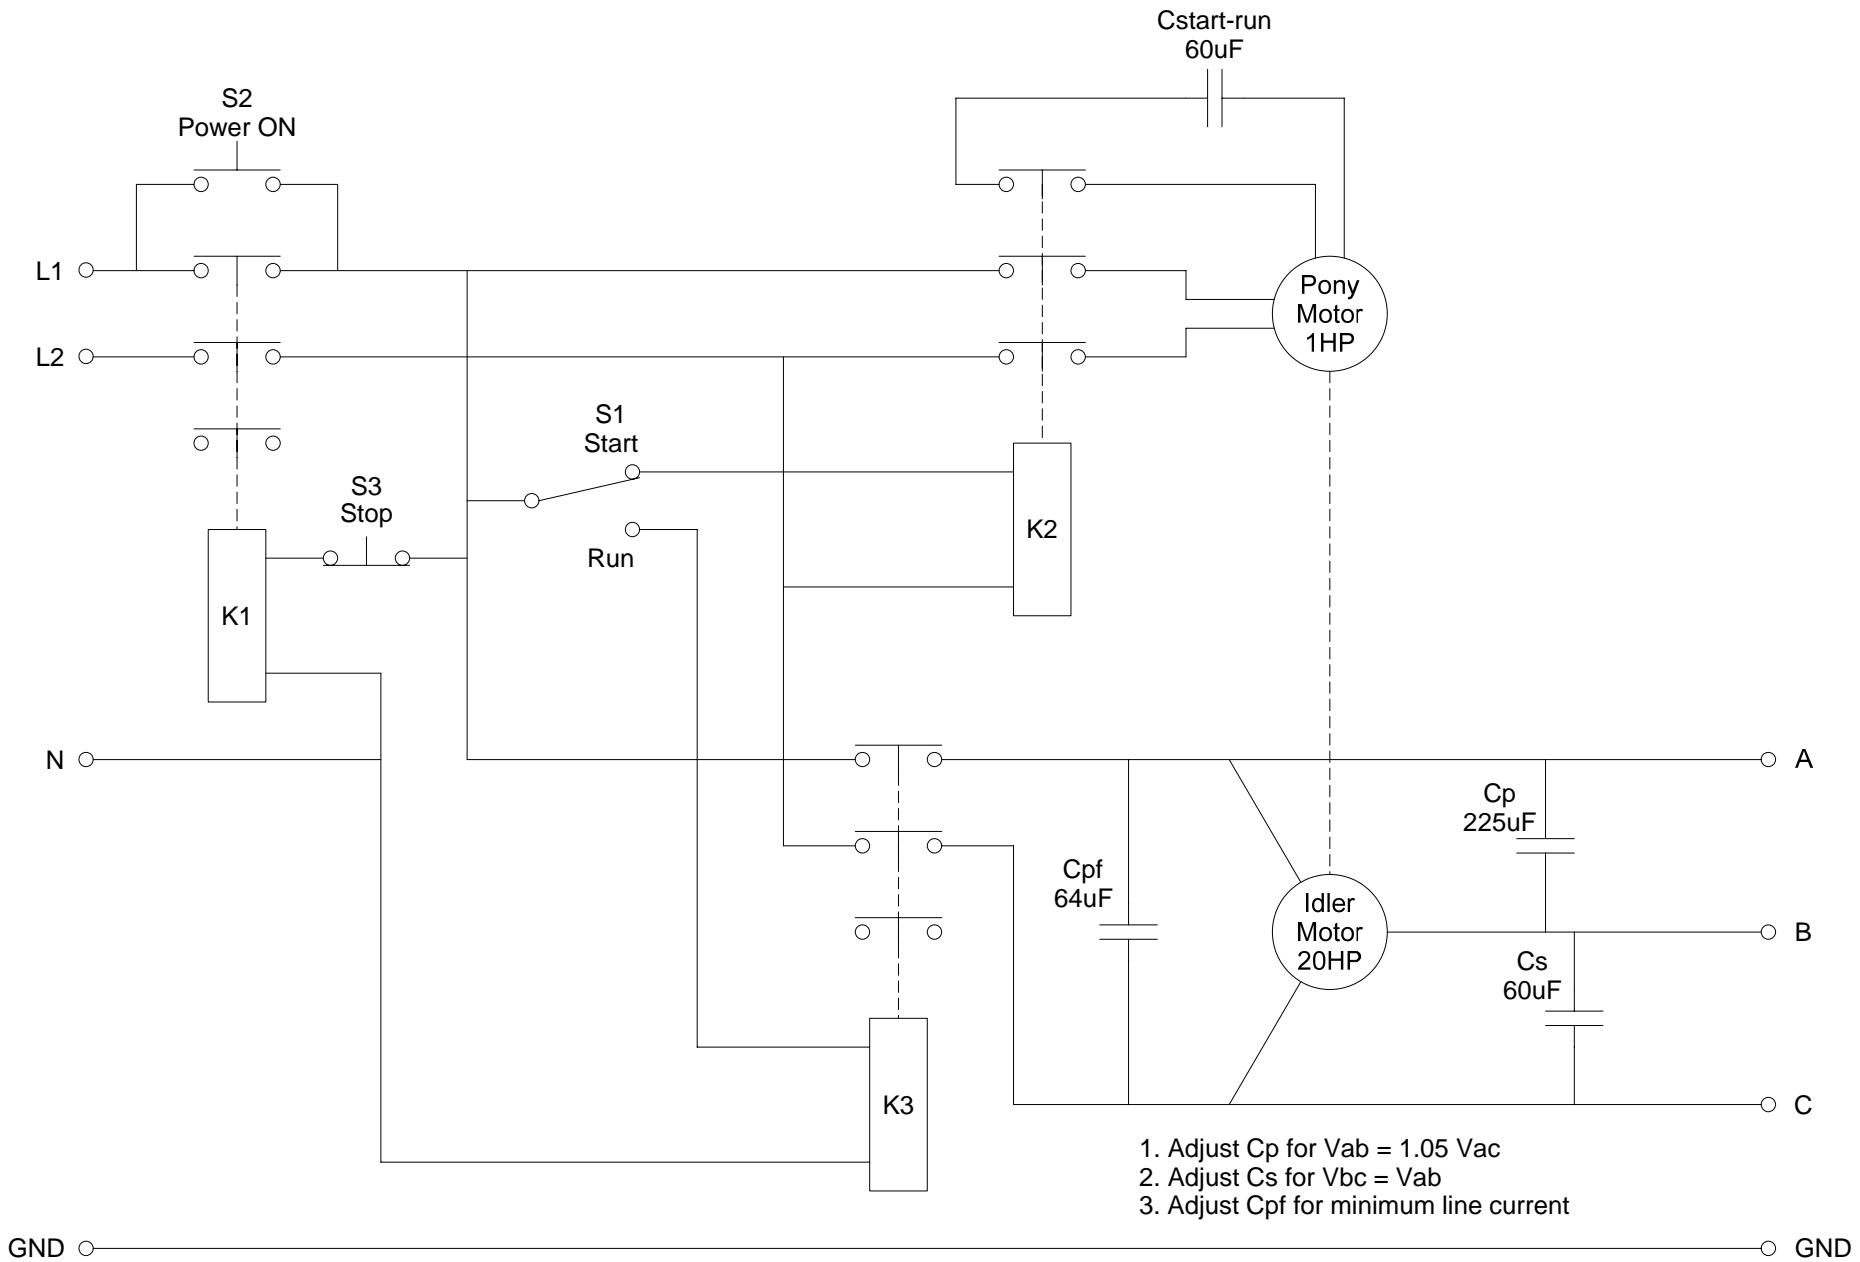 Cstart-run
60uF
S2
Power ON
L1
L2
Pony
Motor
1HP
S1
Start
Run
S3
Stop
K1
K2
N
A
Cp
225uF
Cpf
64uF
Idler
Motor
20HP
B
Cs
60uF
K3
C
1. Adjust Cp for Vab = 1.05 Vac
2. Adjust Cs for Vbc = Vab
3. Adjust Cpf for minimum line current
GND
GND